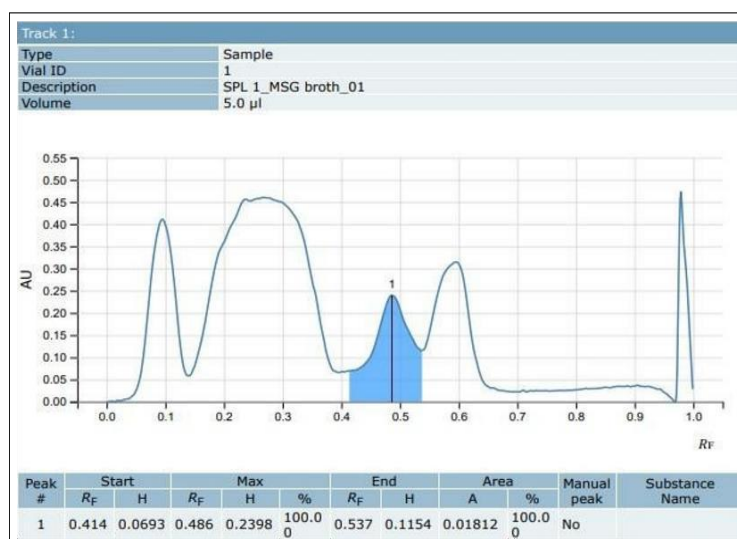 Track 1:
Type Sample
Vial ID 1
Description SPL 1_MSG broth_01
Volume 5.0 µl
0.55
0.50
0.45
0.40
0.35
0.30
0.25
0.20
0.15
0.10
0.05
0.00
AU
1
0.0 0.1 0.2 0.3 0.4 0.5 0.6 0.7 0.8 0.9 1.0
RF
Peak # Start Max End Area Manual peak Substance Name
RF H RF H % RF H A %
1 0.414 0.0693 0.486 0.2398 100.00 0.537 0.1154 0.01812 100.00 No